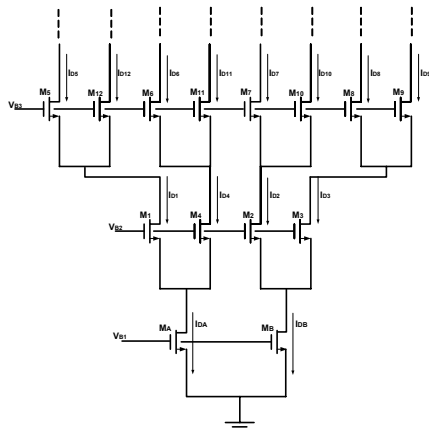 ID5 ID12 ID6 ID11 ID7 ID10 ID8 ID9
M5 M12 M6 M11 M7 M10 M8 M9
VB3
ID1 ID4 ID2 ID3
M1 M4 M2 M3
VB2
MA IDA MB IDB
VB1